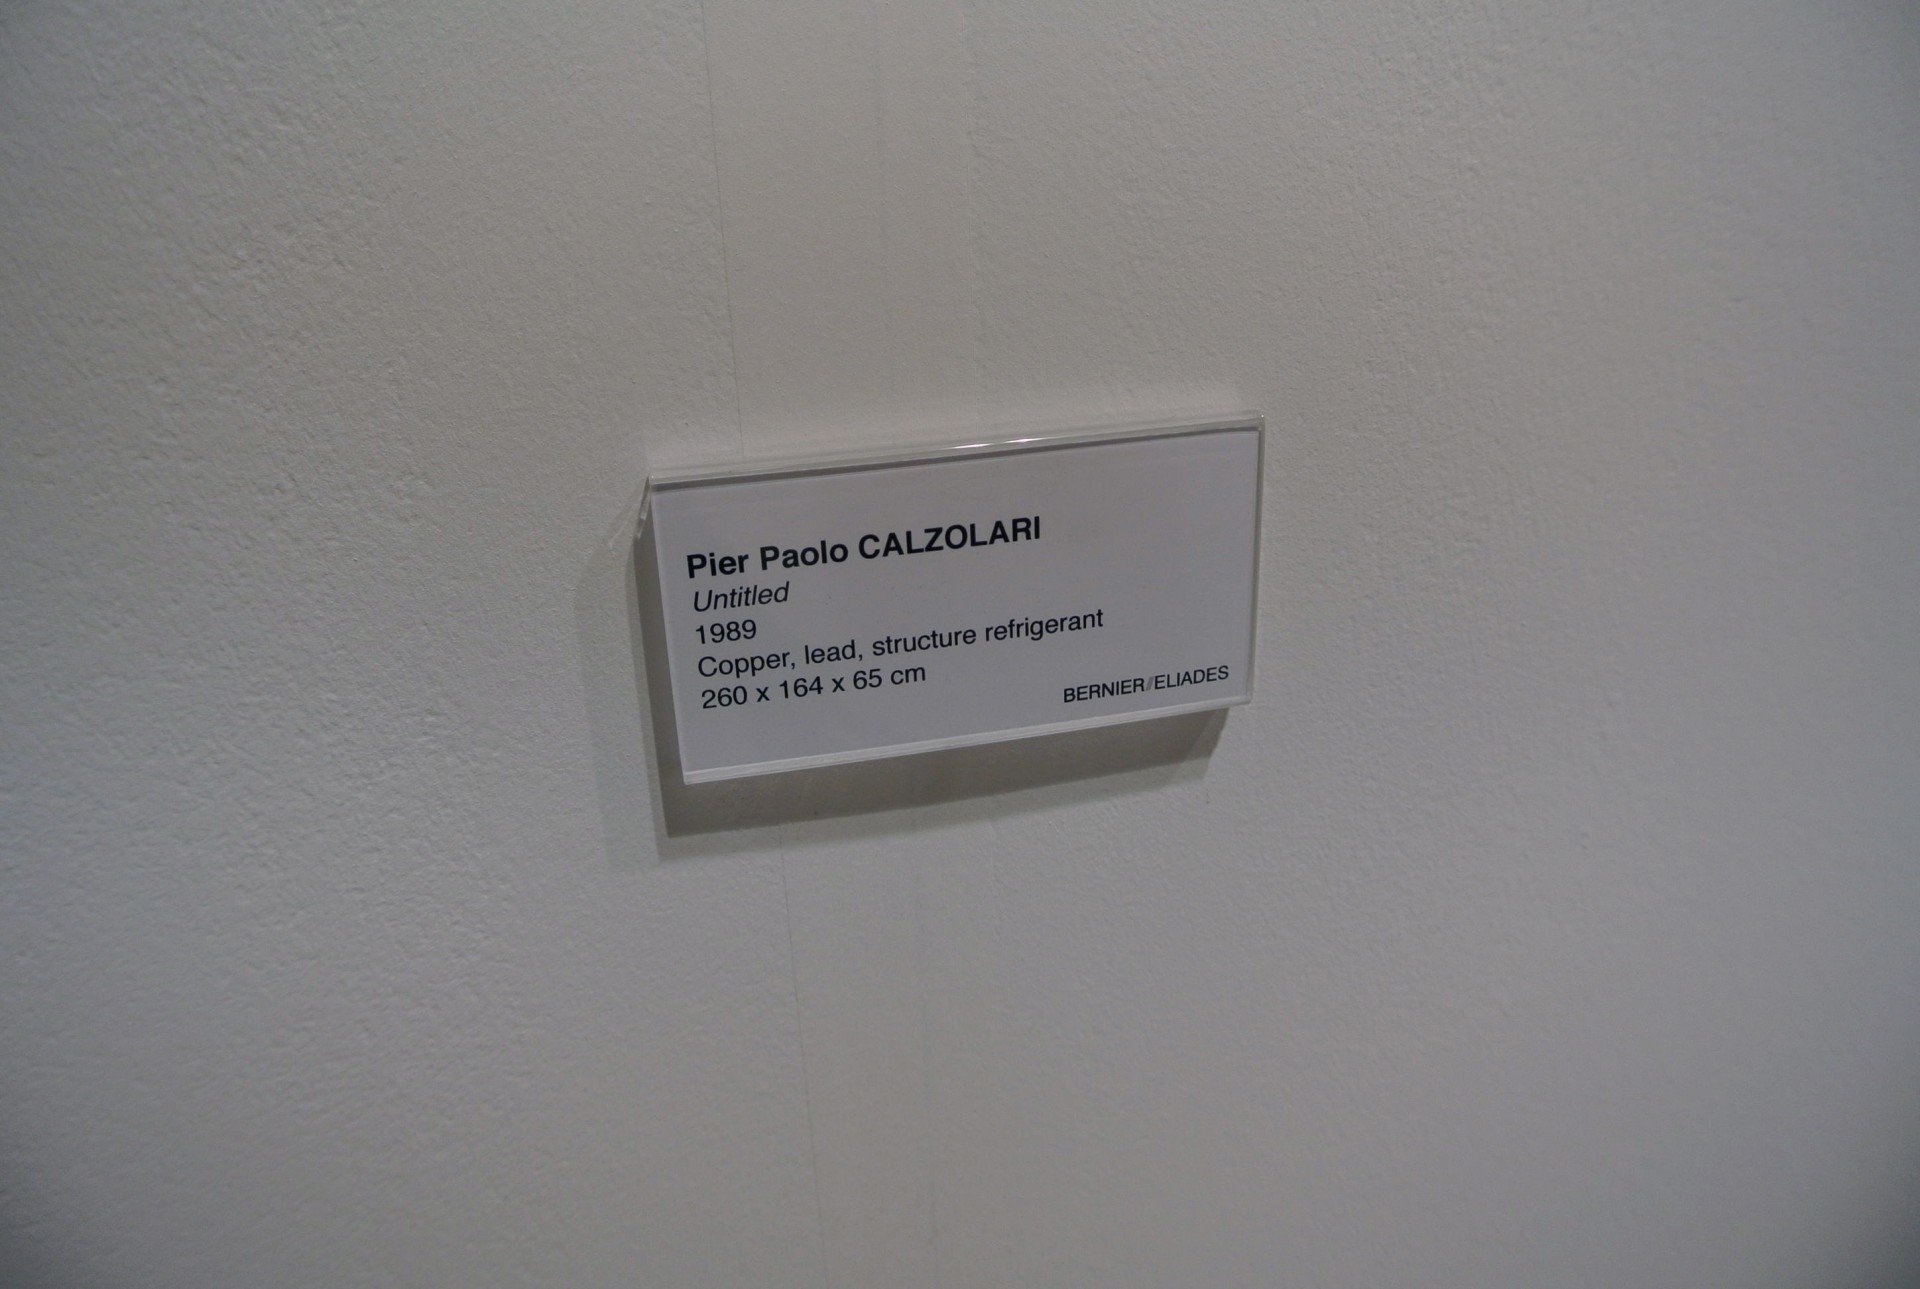 Pier Paolo CALZOLARI
Untitled
1989
Copper, lead, structure refrigerant
260 x 164 x 65 cm
BERNIER//ELIADES